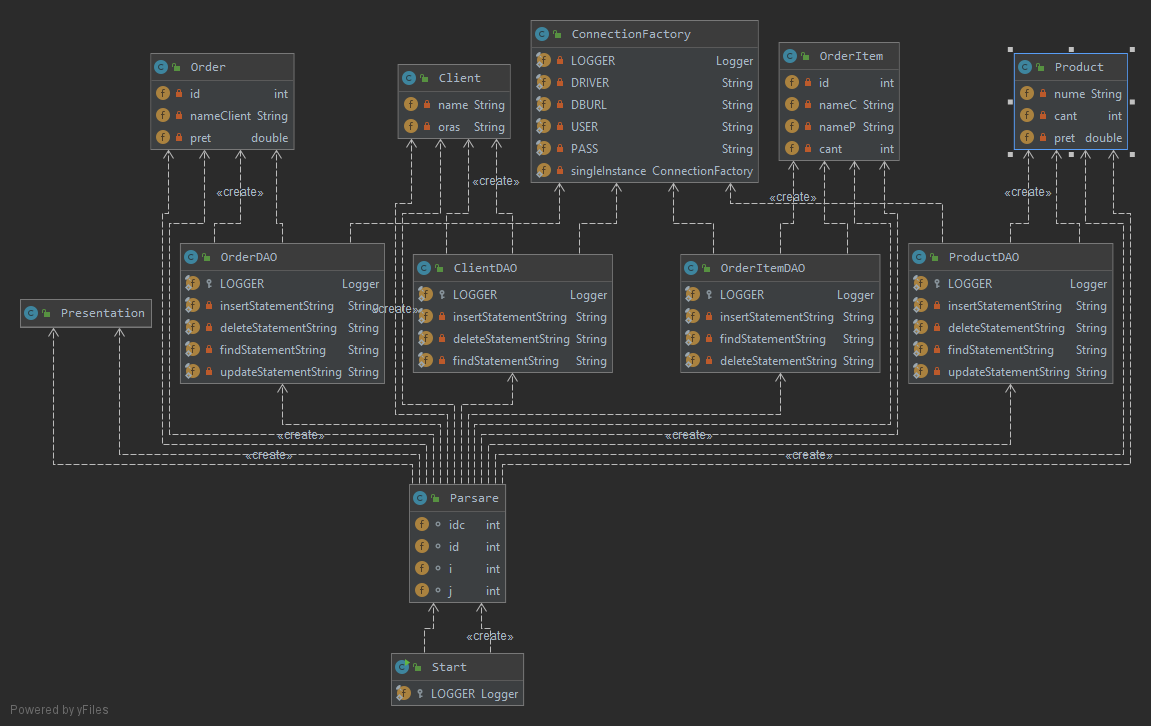 Order
id int
nameClient String
pret double
Client
name String
oras String
ConnectionFactory
LOGGER Logger
DRIVER String
DBURL String
USER String
PASS String
singleInstance ConnectionFactory
OrderItem
id int
nameC String
nameP String
cant int
Product
nume String
cant int
pret double
«create»
«create»
«create»
«create»
Presentation
OrderDAO
LOGGER Logger
insertStatementString String
deleteStatementString String
findStatementString String
updateStatementString String
«create»
ClientDAO
LOGGER Logger
insertStatementString String
deleteStatementString String
findStatementString String
OrderItemDAO
LOGGER Logger
insertStatementString String
findStatementString String
deleteStatementString String
ProductDAO
LOGGER Logger
insertStatementString String
deleteStatementString String
findStatementString String
updateStatementString String
«create»
«create»
«create»
«create»
Parsare
idc int
id int
i int
j int
«create»
Start
LOGGER Logger
Powered by yFiles